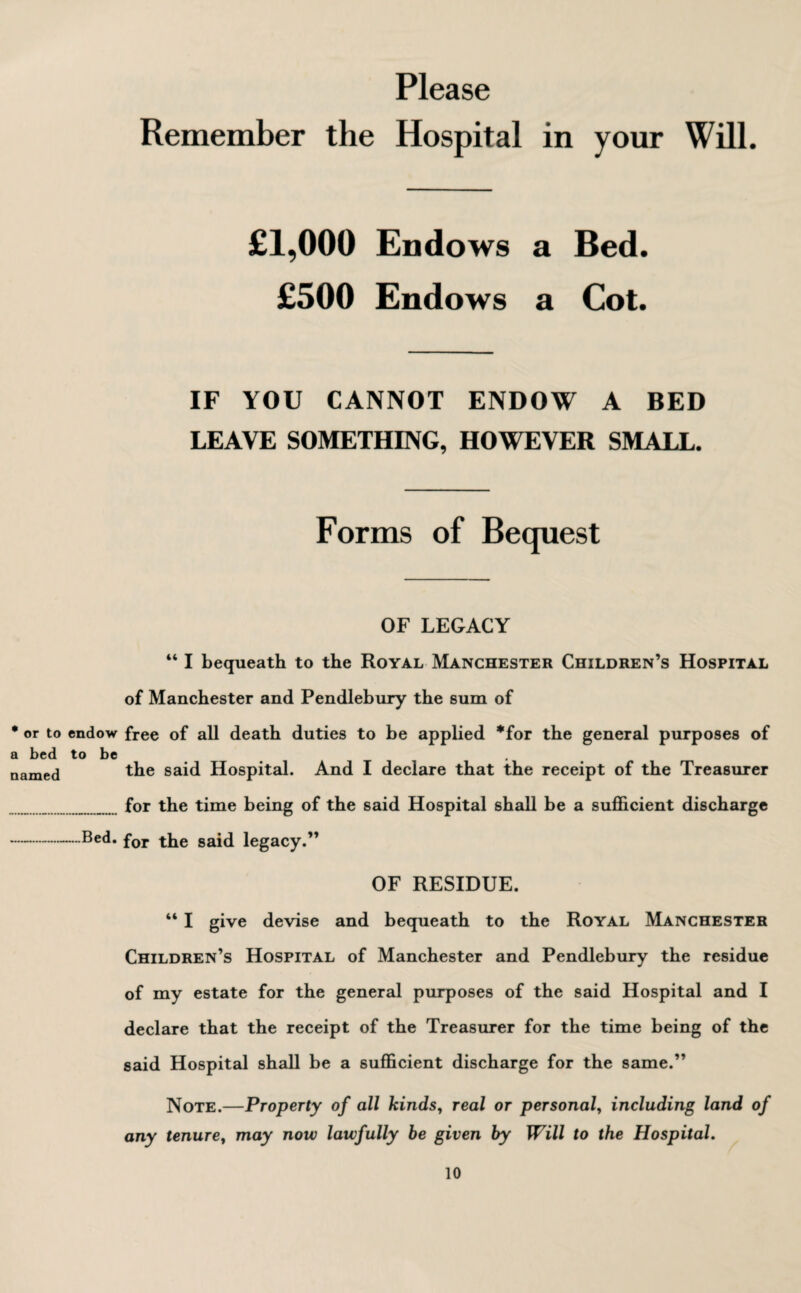 Please
Remember the Hospital in your Will.
£1,000 Endows a Bed.
£500 Endows a Cot.
IF YOU CANNOT ENDOW A BED
LEAVE SOMETHING, HOWEVER SMALL.
Forms of Bequest
OF LEGACY
“ I bequeath to the Royal Manchester Children’s Hospital
of Manchester and Pendlebury the sum of
free of all death duties to be applied *for the general purposes of
the said Hospital. And I declare that the receipt of the Treasurer
for the time being of the said Hospital shall be a sufficient discharge
for the said legacy.”
* or to endow
a bed to be
named
....................
................Bed.
OF RESIDUE.
“ I give devise and bequeath to the Royal Manchester
Children’s Hospital of Manchester and Pendlebury the residue
of my estate for the general purposes of the said Hospital and I
declare that the receipt of the Treasurer for the time being of the
said Hospital shall be a sufficient discharge for the same.”
Note.—Property of all kinds, real or personal, including land of
any tenure, may now lawfully be given by Will to the Hospital.
10